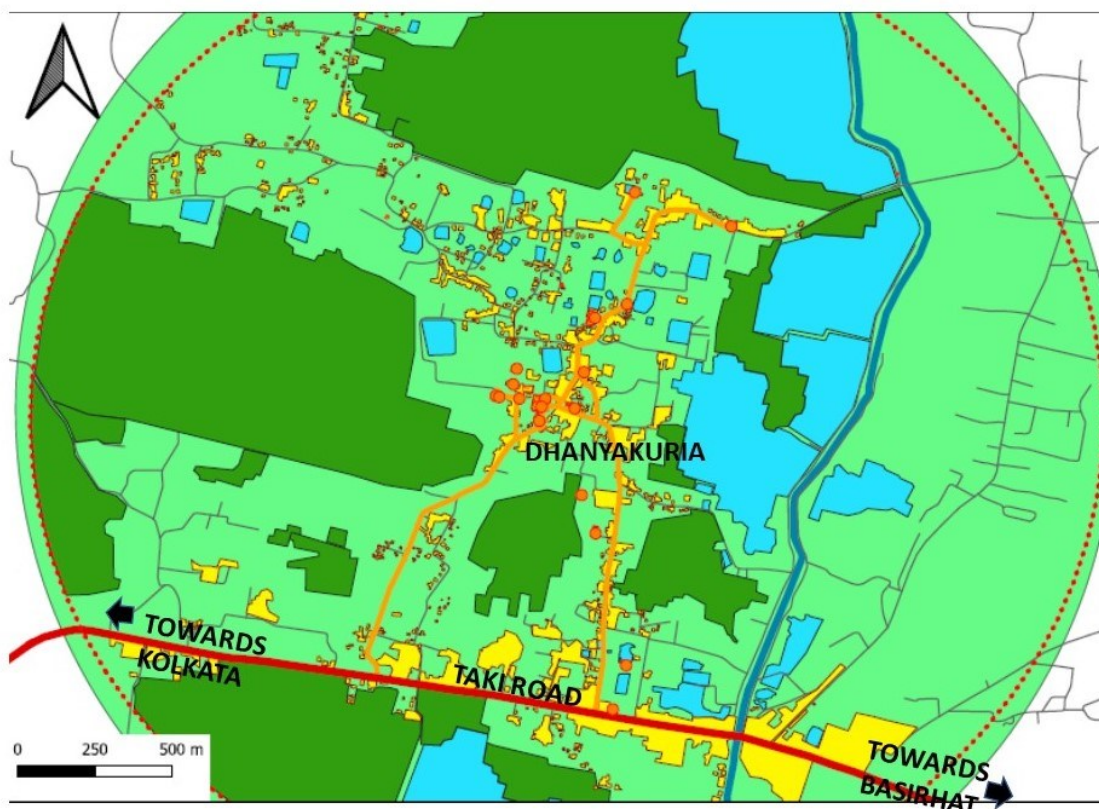 DHANYAKURIA
TOWARDS
KOLKATA
TAKI ROAD
TOWARDS
BASIRHAT
0 250 500 m